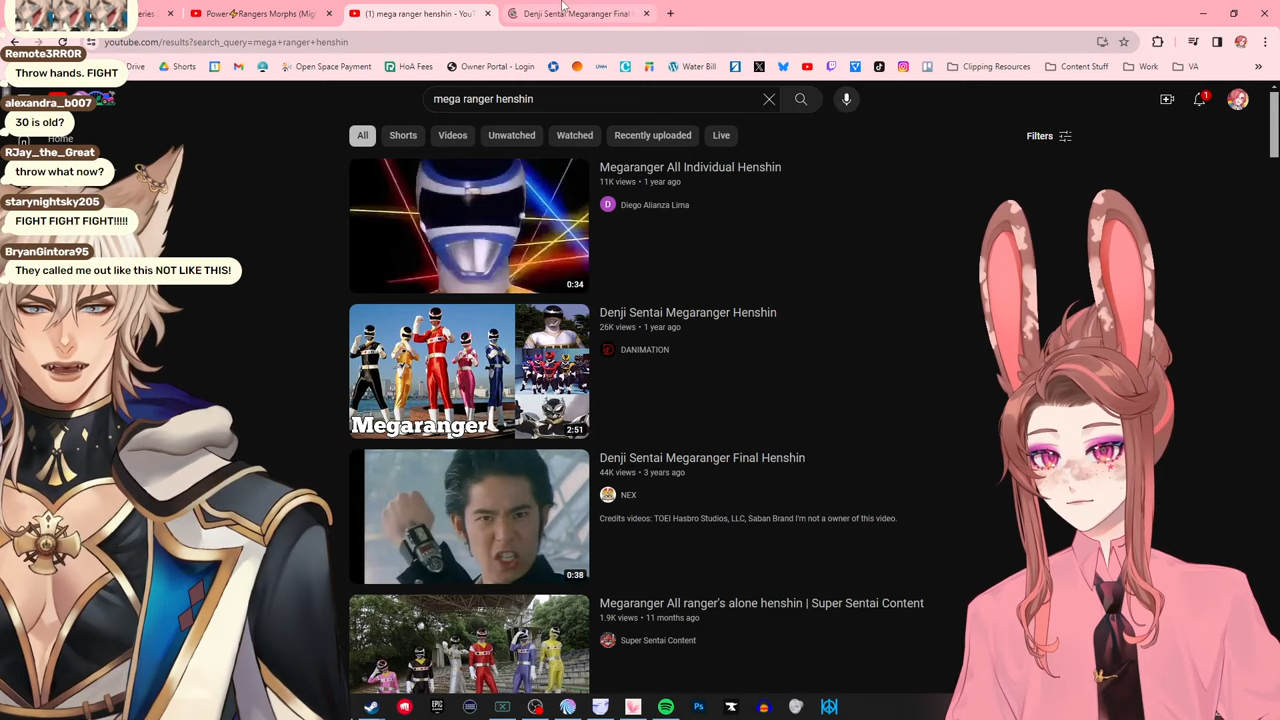 eries
Power⚡Rangers Morphs (Migh
(1) mega ranger henshin - YouT
Denji Sentai Megaranger Final H
youtube.com/results?search_query=mega+ranger+henshin
Drive
Shorts
Open Space Payment
HoA Fees
Owner Portal - Login
Water Bill
Clipping Resources
Content Stuff
Work
VA
»
mega ranger henshin
1
Home
All
Shorts
Videos
Unwatched
Watched
Recently uploaded
Live
Filters
Remote3RR0R
Throw hands. FIGHT
alexandra_b007
30 is old?
RJay_the_Great
throw what now?
starynightsky205
FIGHT FIGHT FIGHT!!!!!
BryanGintora95
They called me out like this NOT LIKE THIS!
0:34
Megaranger All Individual Henshin
11K views • 1 year ago
D Diego Alianza Lima
Megaranger
2:51
Denji Sentai Megaranger Henshin
26K views • 1 year ago
DANIMATION
0:38
Denji Sentai Megaranger Final Henshin
44K views • 3 years ago
NEX
Credits videos: TOEI Hasbro Studios, LLC, Saban Brand I'm not a owner of this video.
Megaranger All ranger's alone henshin | Super Sentai Content
1.9K views • 11 months ago
Super Sentai Content
EPIC GAMES
Ps